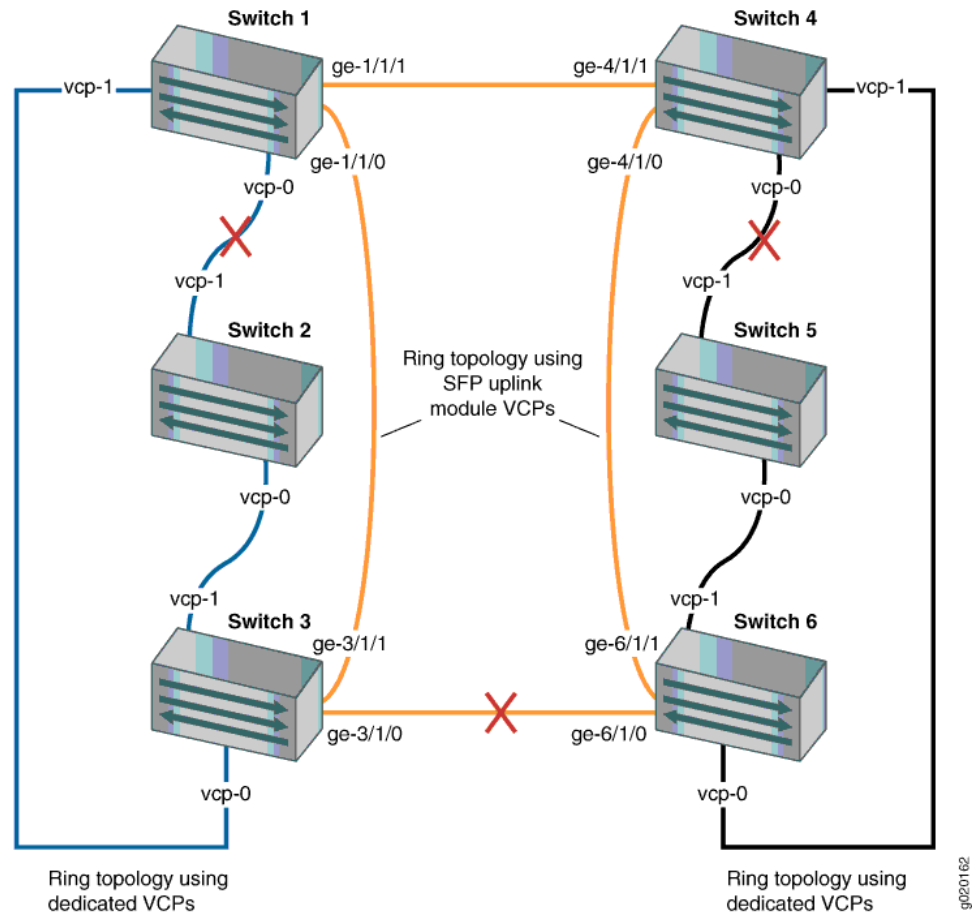 Switch 1
Switch 4
ge-1/1/1
ge-4/1/1
vcp-1
vcp-1
ge-1/1/0
ge-4/1/0
vcp-0
vcp-0
vcp-1
vcp-1
Switch 2
Switch 5
Ring topology using
SFP uplink
module VCPs
vcp-0
vcp-0
vcp-1
vcp-1
Switch 3
Switch 6
ge-3/1/1
ge-6/1/1
ge-3/1/0
ge-6/1/0
vcp-0
vcp-0
Ring topology using
dedicated VCPs
Ring topology using
dedicated VCPs
g020162